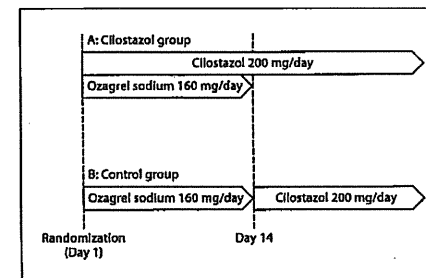 A: Cilostazol group
Cilostazol 200 mg/day
Ozagrel sodium 160 mg/day
B: Control group
Ozagrel sodium 160 mg/day
Cilostazol 200 mg/day
Randomization
(Day 1)
Day 14